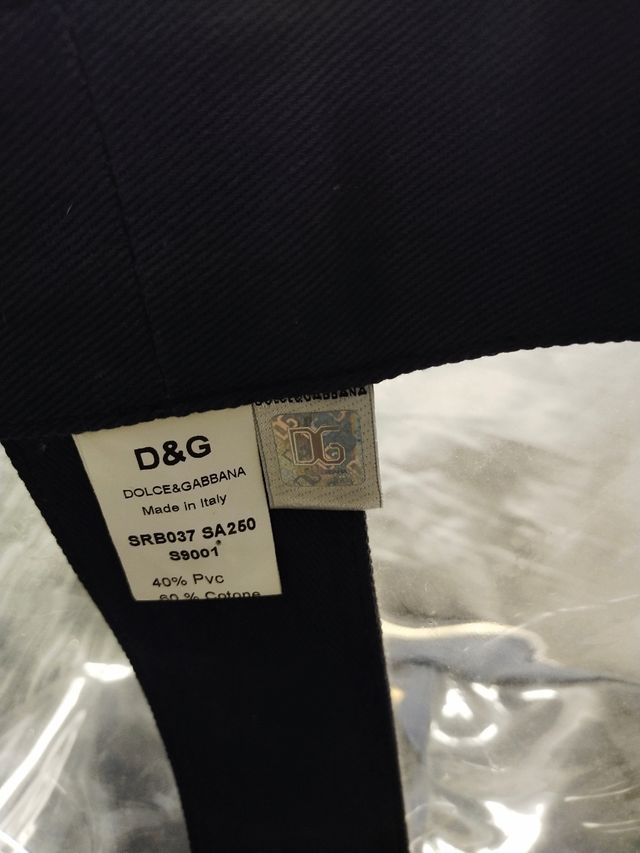 D&G
DOLCE&GABBANA
Made in Italy
SRB037 SA250
S9001*
40% Pvc
60 % Cotone
DOLCE&GABBANA
DG